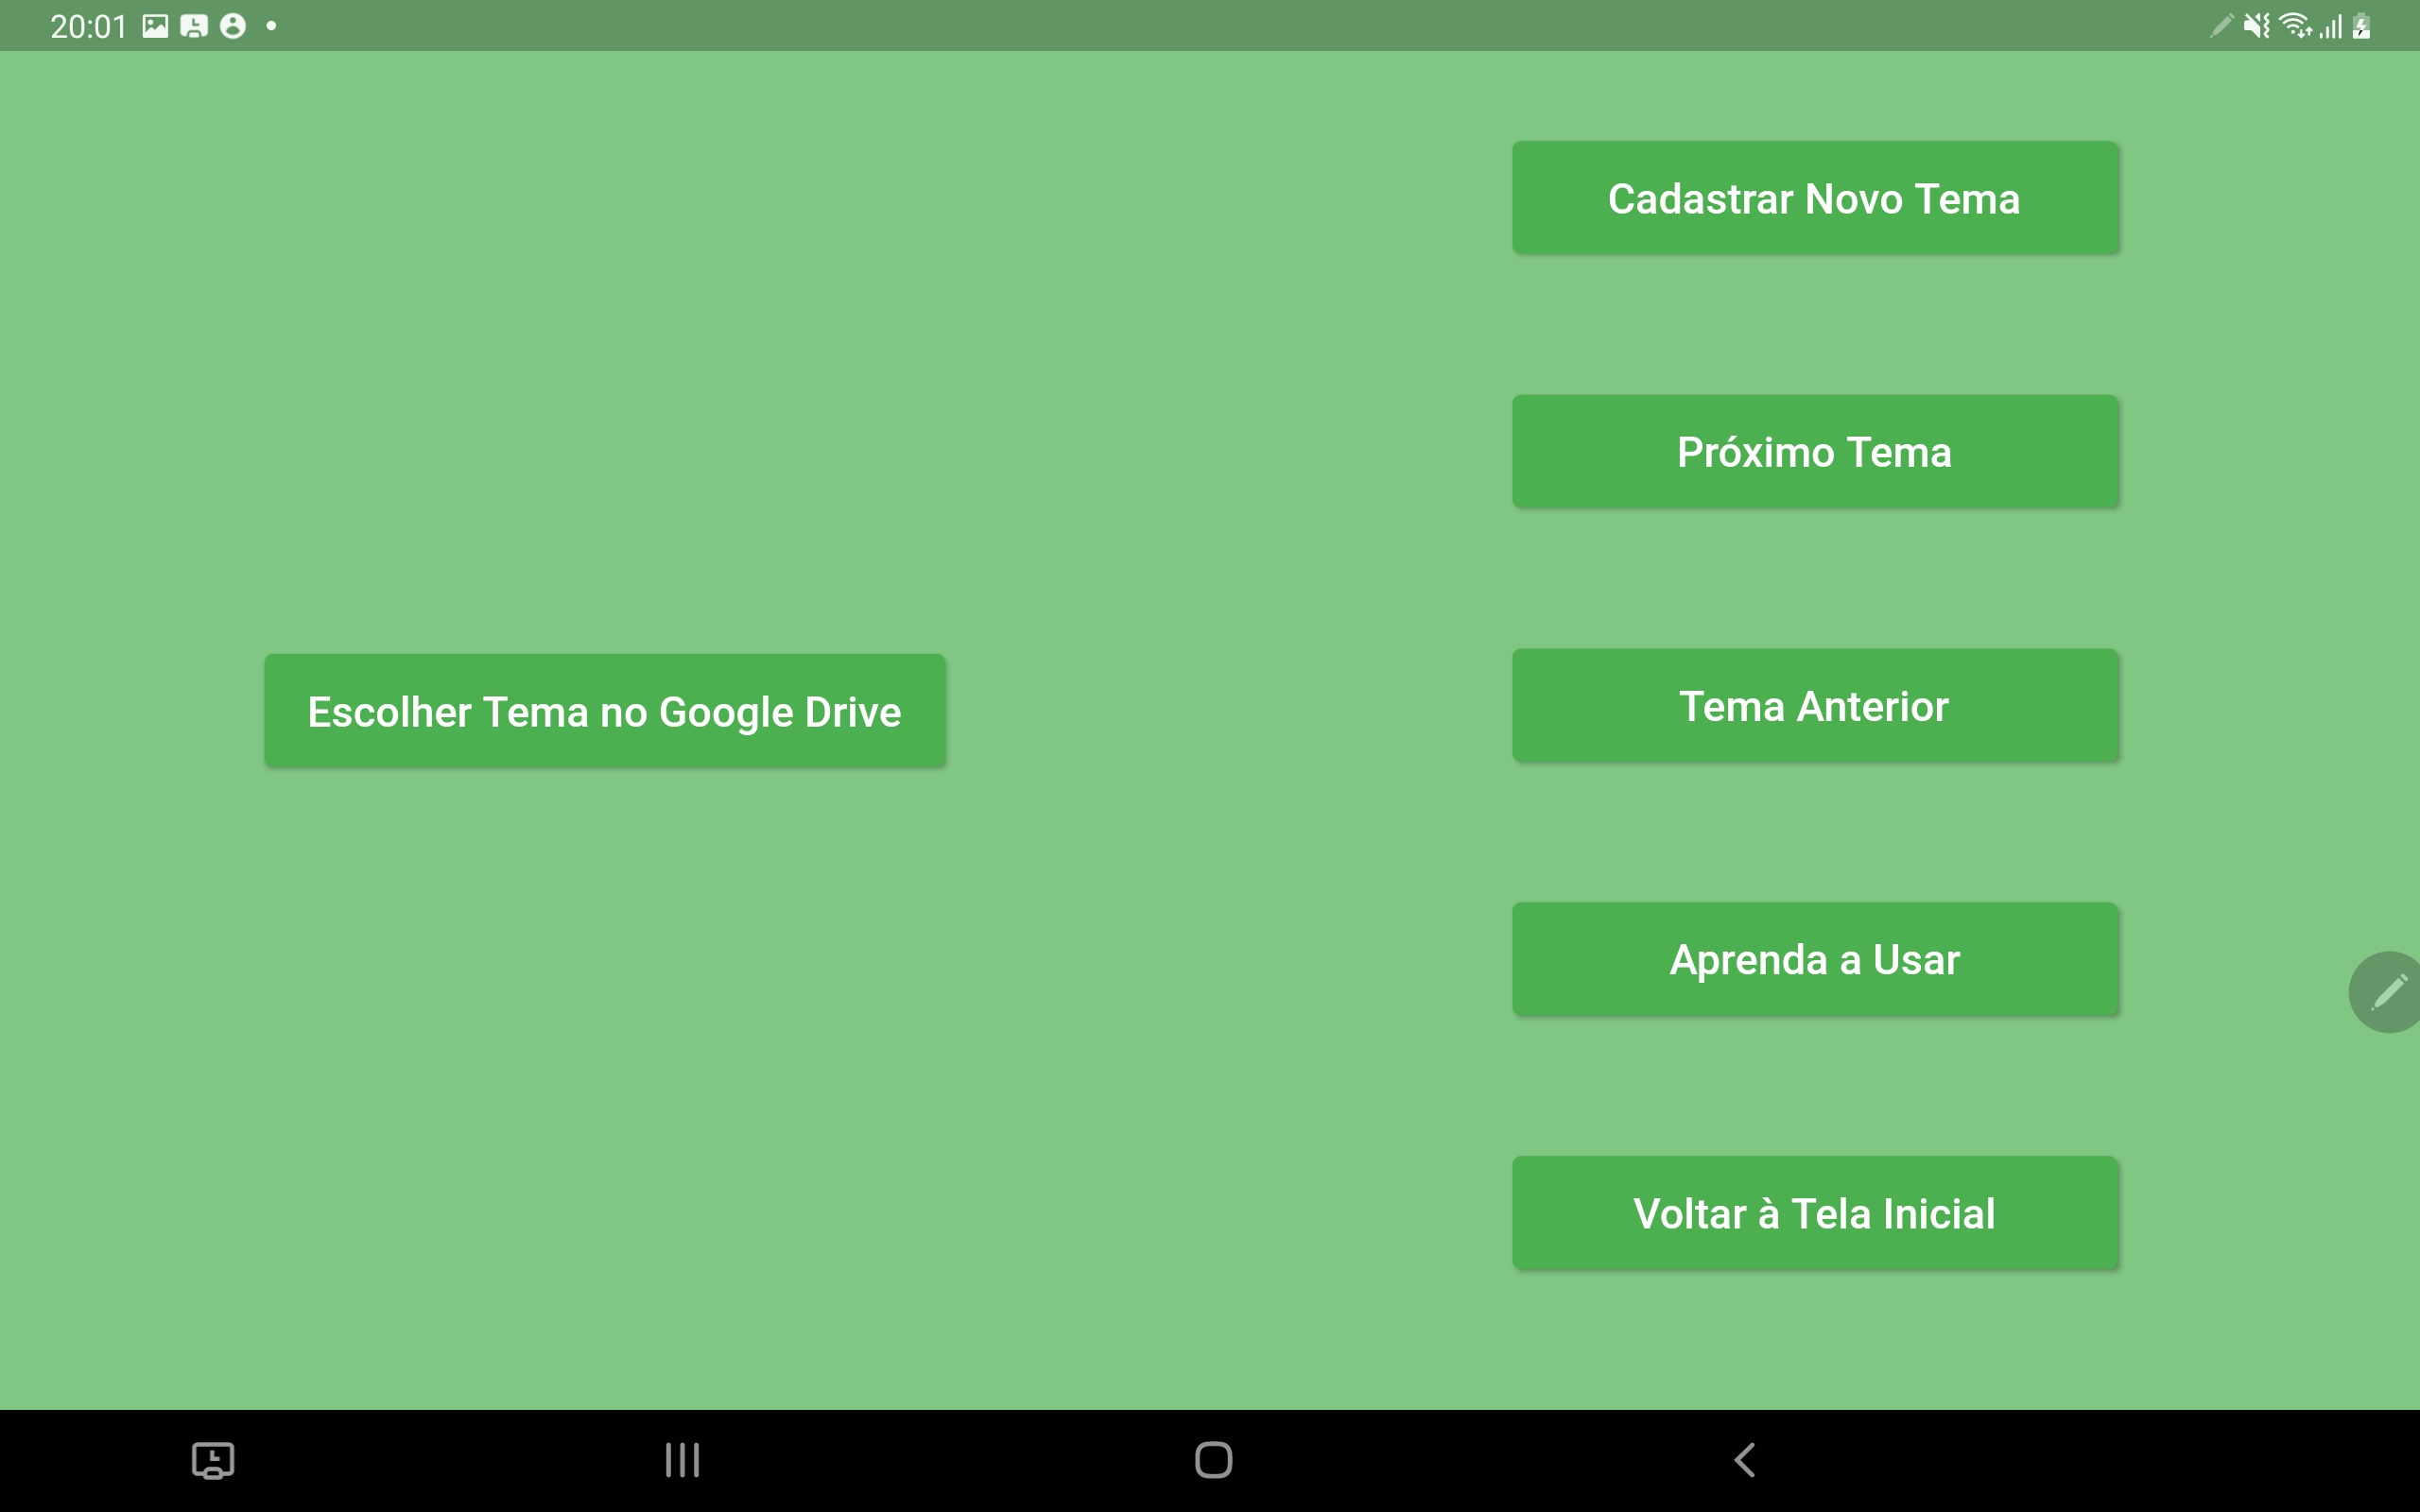 20:01
Cadastrar Novo Tema
Próximo Tema
Escolher Tema no Google Drive
Tema Anterior
Aprenda a Usar
Voltar à Tela Inicial